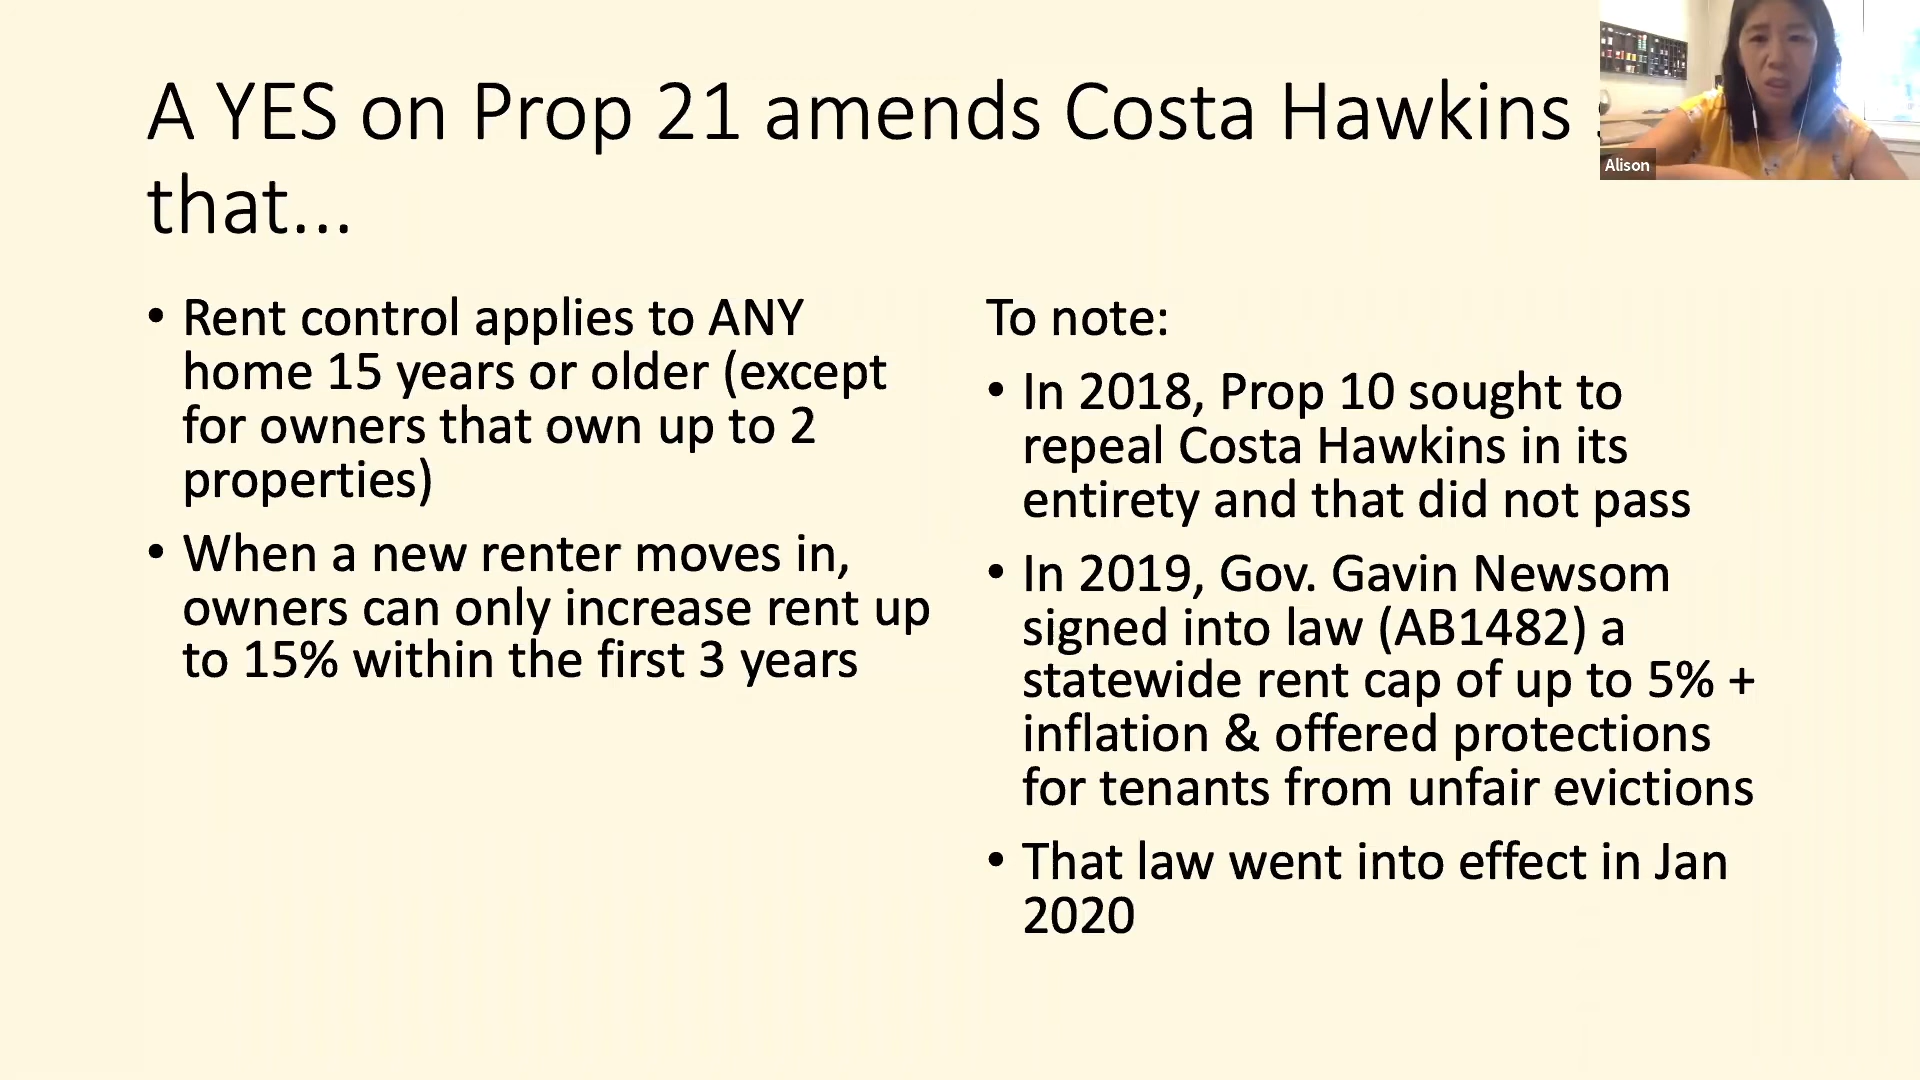 A YES on Prop 21 amends Costa Hawkins
that...
• Rent control applies to ANY
home 15 years or older (except
for owners that own up to 2
properties)
• When a new renter moves in,
owners can only increase rent up
to 15% within the first 3 years
To note:
• In 2018, Prop 10 sought to
repeal Costa Hawkins in its
entirety and that did not pass
• In 2019, Gov. Gavin Newsom
signed into law (AB1482) a
statewide rent cap of up to 5% +
inflation & offered protections
for tenants from unfair evictions
• That law went into effect in Jan
2020
Alison